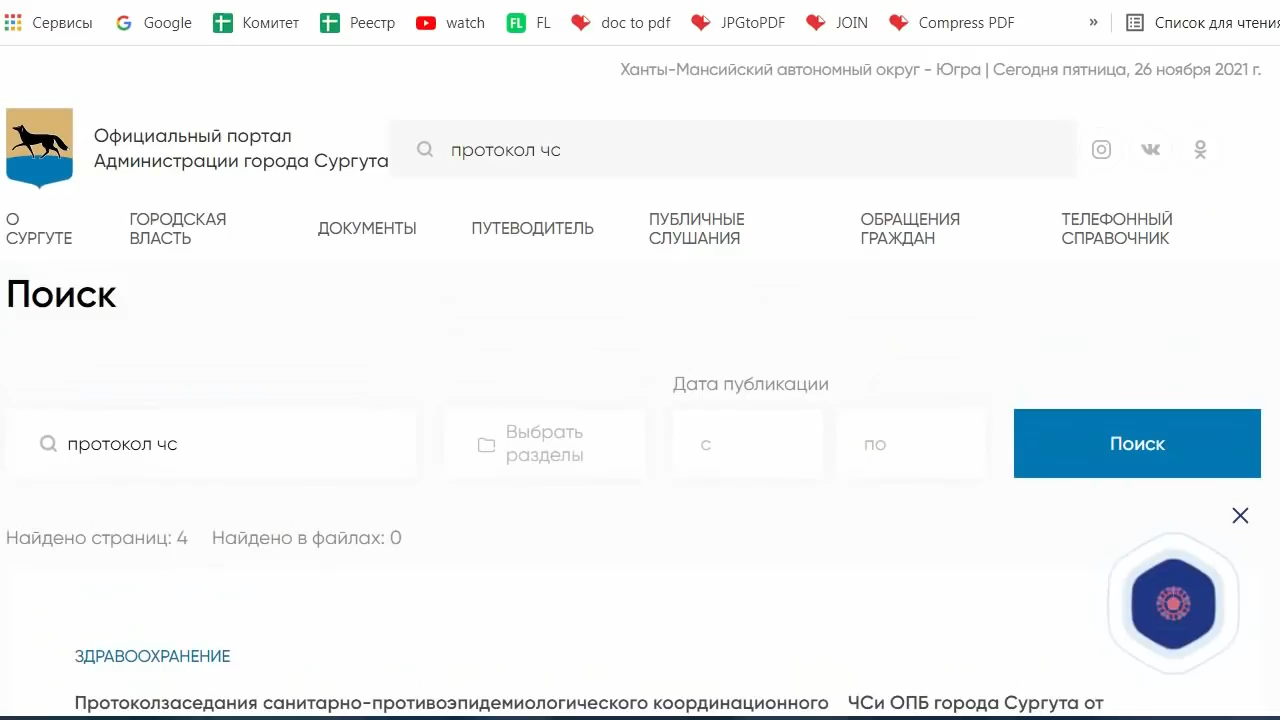 Сервисы Google Комитет Реестр watch FL FL doc to pdf JPGtoPDF JOIN Compress PDF » Список для чтени
Ханты-Мансийский автономный округ - Югра | Сегодня пятница, 26 ноября 2021 г.
Официальный портал
Администрации города Сургута
протокол чс
О СУРГУТЕ
ГОРОДСКАЯ ВЛАСТЬ
ДОКУМЕНТЫ
ПУТЕВОДИТЕЛЬ
ПУБЛИЧНЫЕ СЛУШАНИЯ
ОБРАЩЕНИЯ ГРАЖДАН
ТЕЛЕФОННЫЙ СПРАВОЧНИК
Поиск
Дата публикации
протокол чс
Выбрать
разделы
с
по
Поиск
Найдено страниц: 4 Найдено в файлах: 0
ЗДРАВООХРАНЕНИЕ
Протоколзаседания санитарно-противоэпидемиологического координационного ЧСи ОПБ города Сургута от